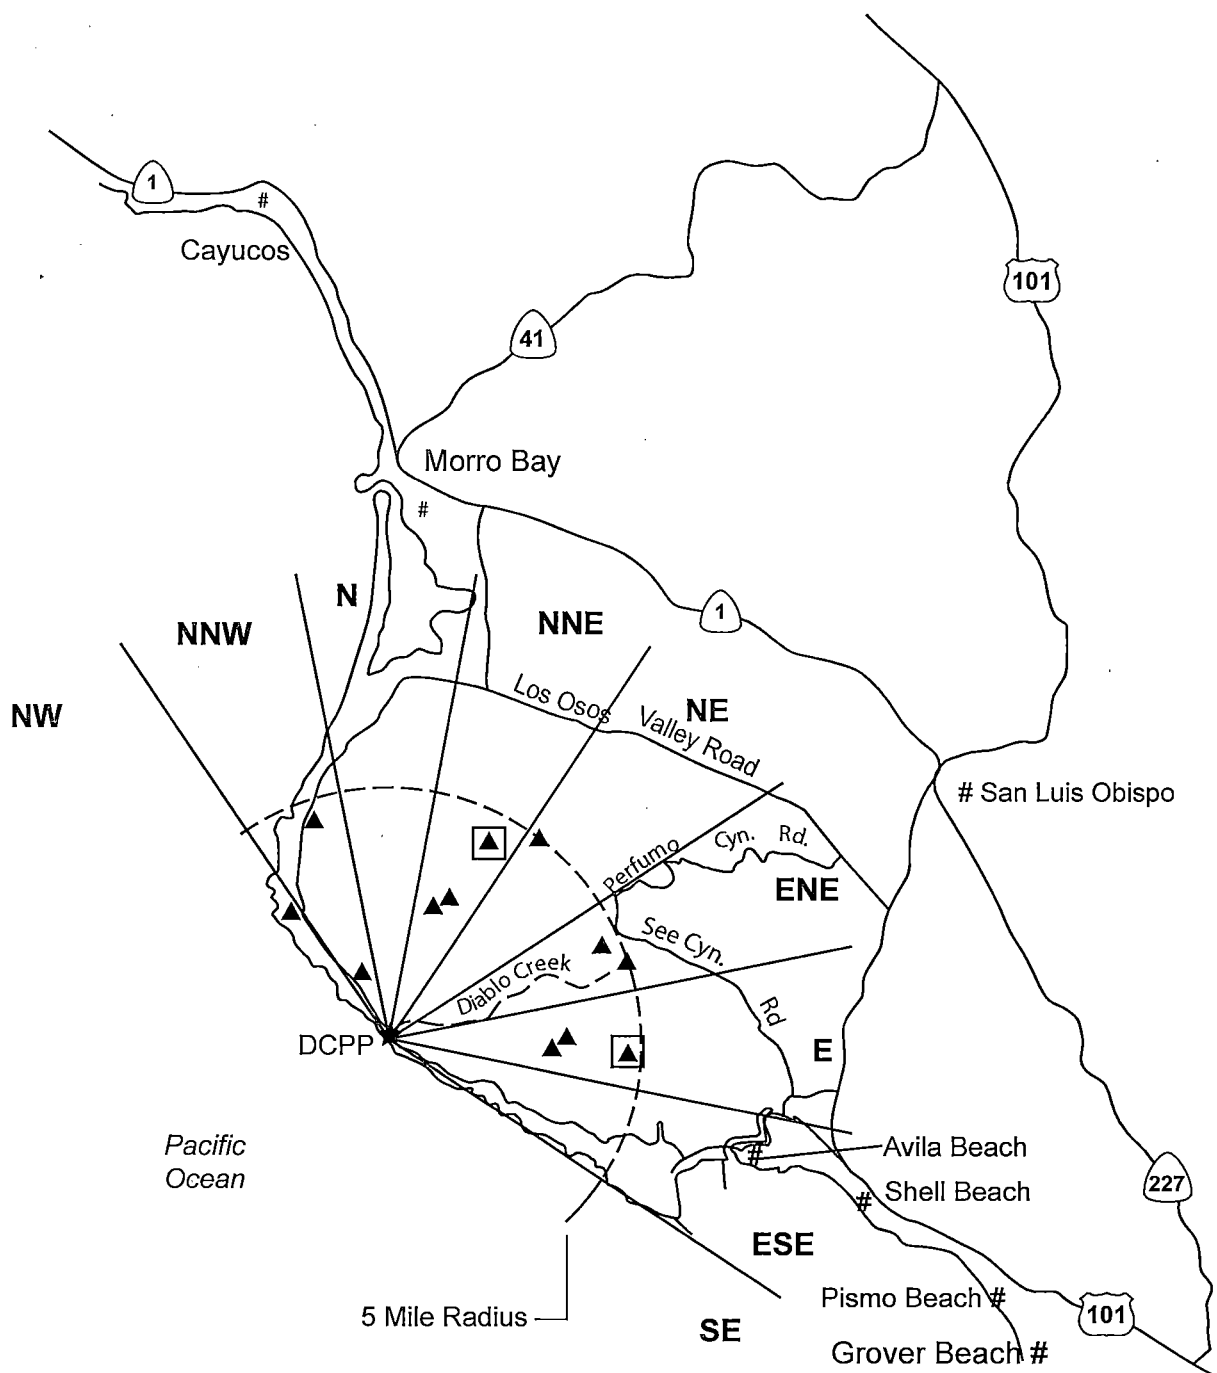 1
#
Cayucos
101
41
Morro Bay
#
N
NNW
NNE
1
NW
Los Osos Valley Road
NE
# San Luis Obispo
Perfumo Cyn. Rd.
ENE
See Cyn. Rd
Diablo Creek
DCPP
E
Pacific
Ocean
#
Avila Beach
#
Shell Beach
227
ESE
5 Mile Radius
Pismo Beach #
101
SE
Grover Beach #